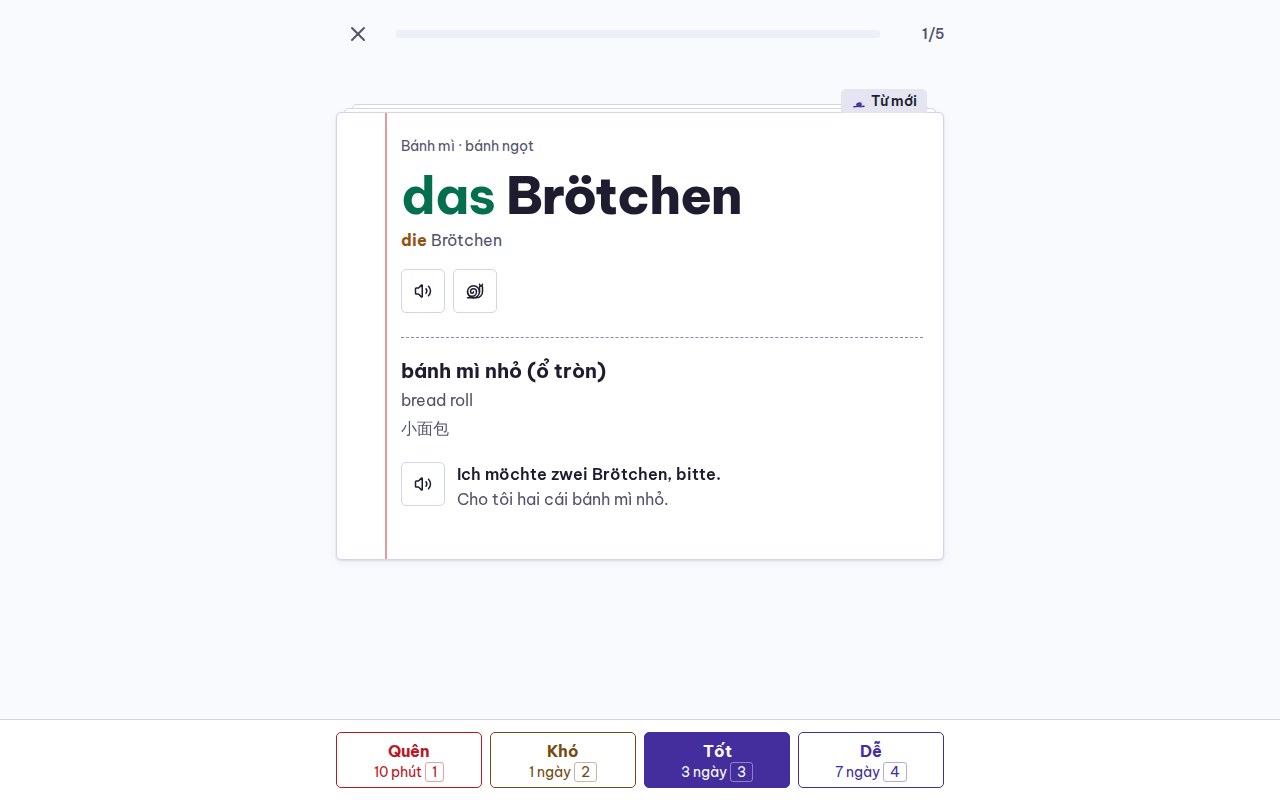 1/5
Từ mới
Bánh mì · bánh ngọt
das Brötchen
die Brötchen
bánh mì nhỏ (ổ tròn)
bread roll
小面包
Ich möchte zwei Brötchen, bitte.
Cho tôi hai cái bánh mì nhỏ.
Quên
10 phút 1
Khó
1 ngày 2
Tốt
3 ngày 3
Dễ
7 ngày 4